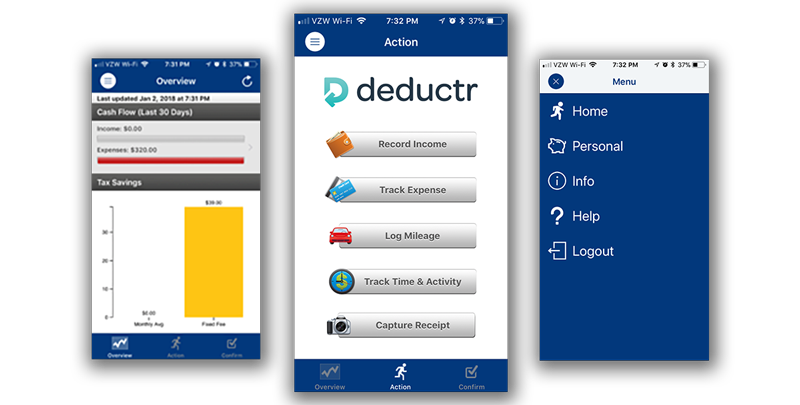 VZW Wi-Fi 7:31 PM 37%
Overview
Last updated Jan 2, 2018 at 7:31 PM
Cash Flow (Last 30 Days)
Income: $0.00
Expenses: $320.00
Tax Savings
30
20
10
0
$0.00
Monthly Avg
Fixed Fee
Overview
Action
Confirm
VZW Wi-Fi 7:32 PM 37%
Action
deductr
Record Income
Track Expense
Log Mileage
Track Time & Activity
Capture Receipt
Overview
Action
Confirm
VZW Wi-Fi 7:32 PM 37%
Menu
Home
Personal
Info
Help
Logout